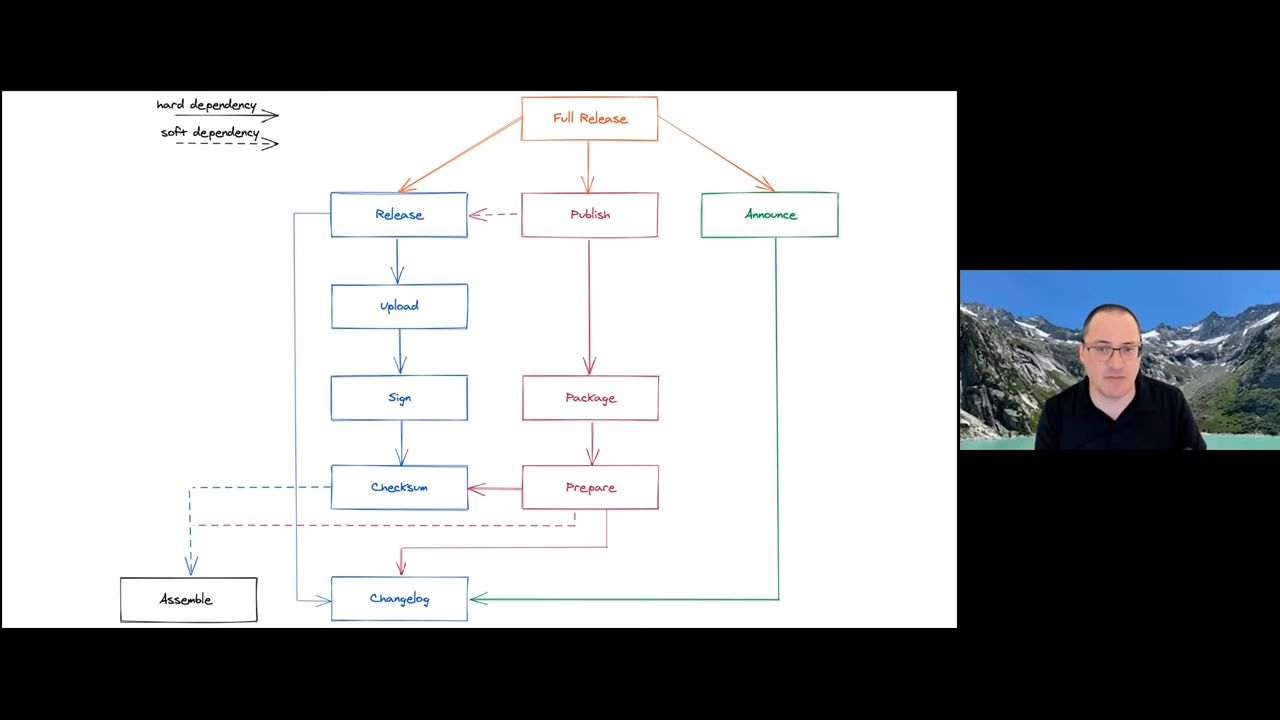 hard dependency
soft dependency
Full Release
Release
Publish
Announce
Upload
Sign
Package
Checksum
Prepare
Assemble
Changelog